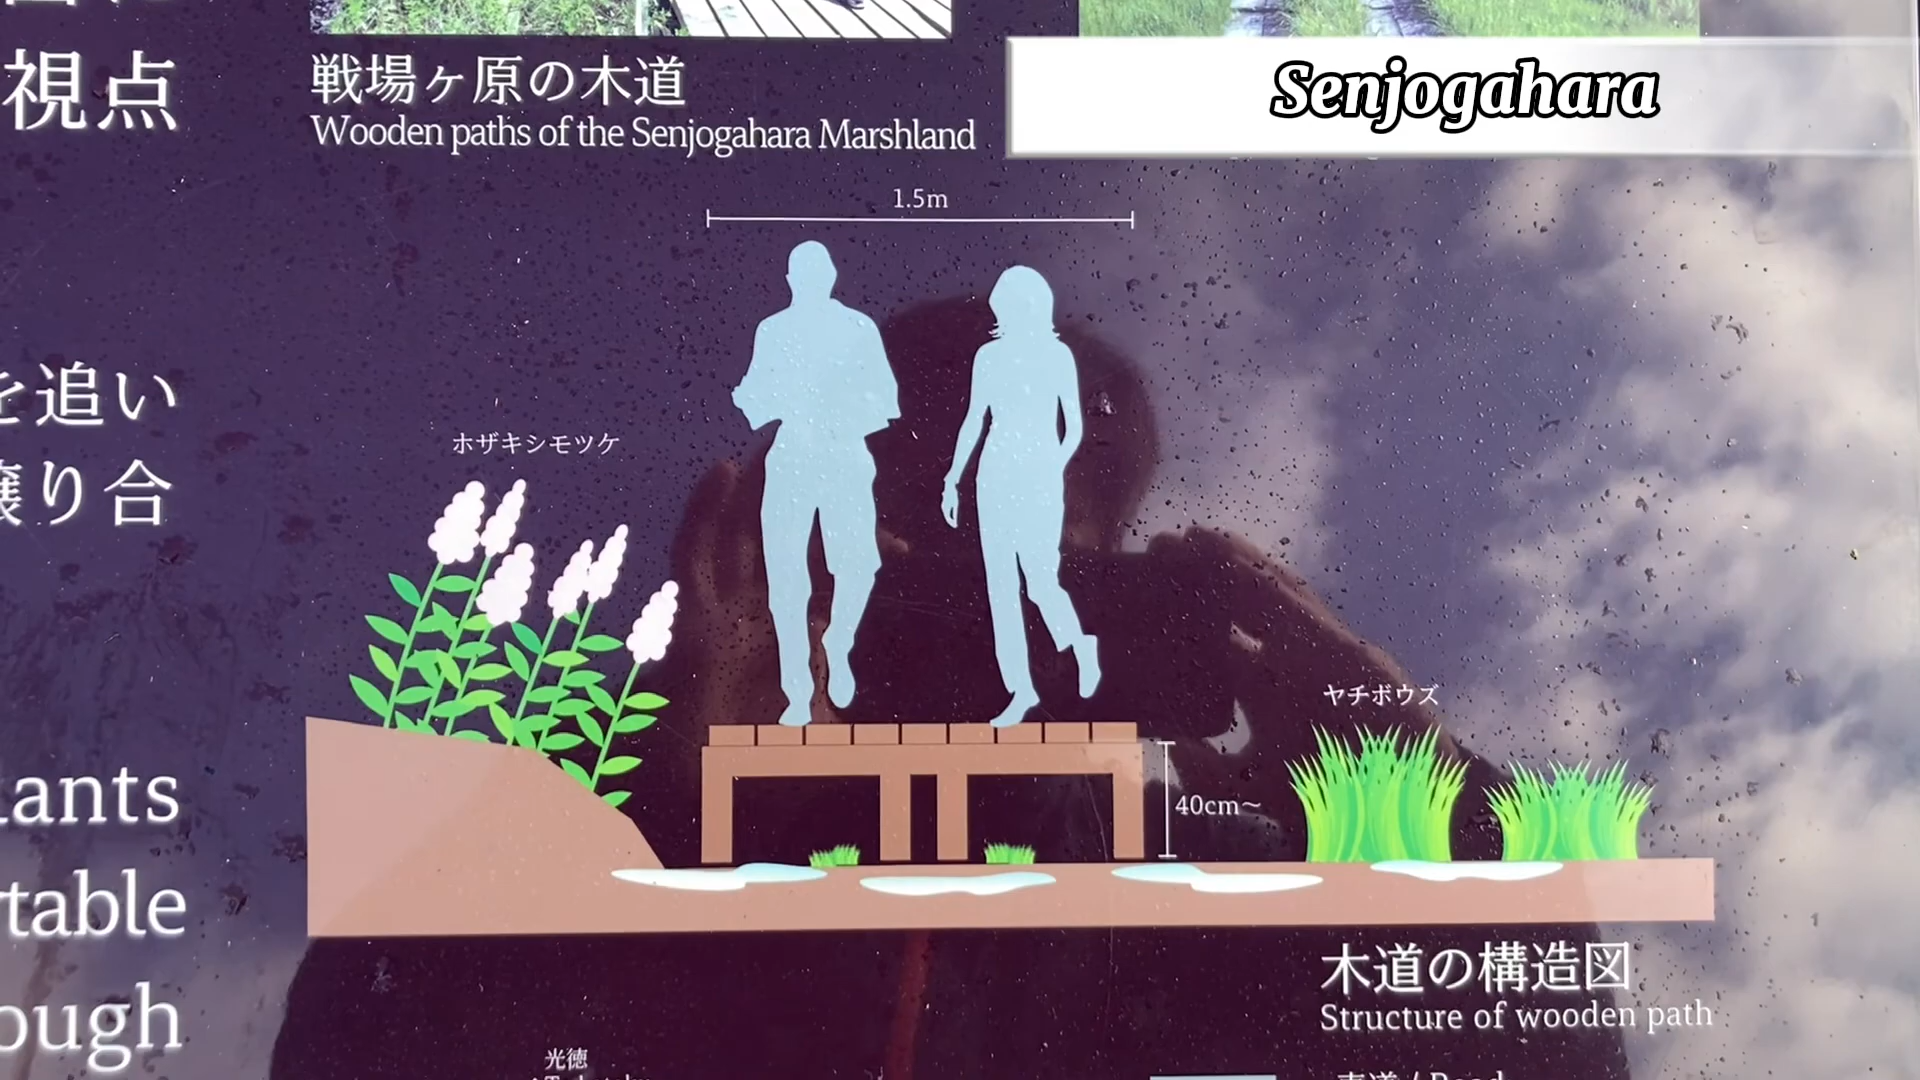 視点
戦場ヶ原の木道
Wooden paths of the Senjogahara Marshland
Senjogahara
1.5m
を追い
譲り合
ホザキシモツケ
ヤチボウズ
40cm~
table
ough
木道の構造図
Structure of wooden path
光徳